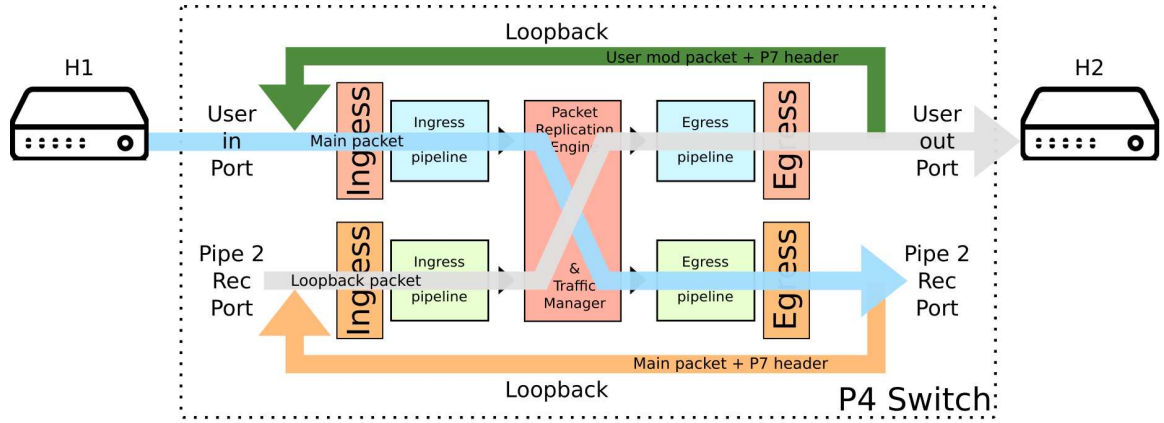 Loopback
User mod packet + P7 header
H1
H2
User
in
Port
Main packet
Ingress
Ingress
pipeline
Packet
Replication
Engine
Egress
pipeline
Egress
User
out
Port
Pipe 2
Rec
Port
Loopback packet
Ingress
Ingress
pipeline
&
Traffic
Manager
Egress
pipeline
Egress
Pipe 2
Rec
Port
Main packet + P7 header
Loopback
P4 Switch